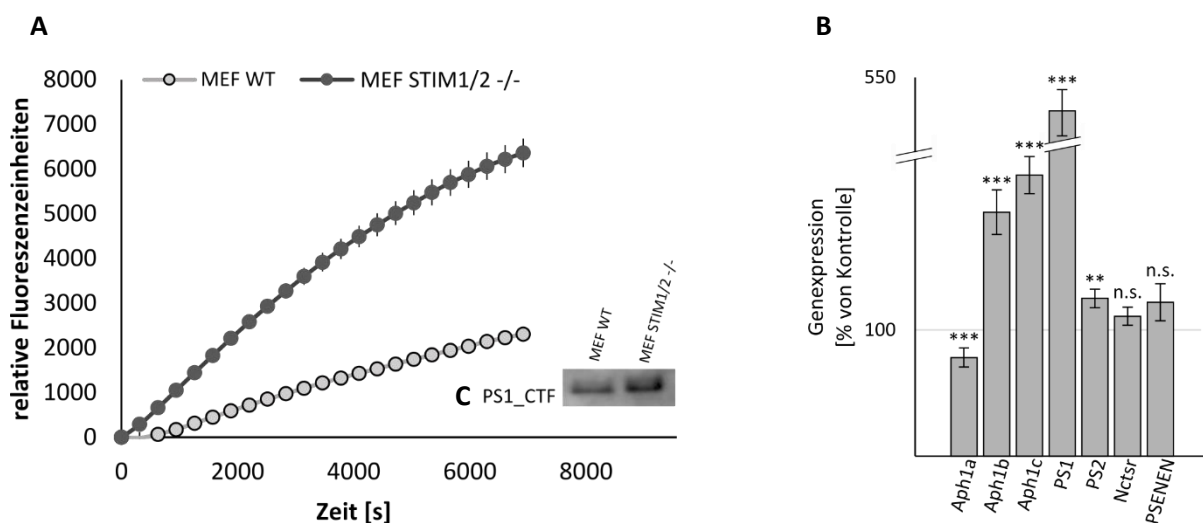 A
MEF WT
MEF STIM1/2 -/-
8000
7000
6000
5000
4000
3000
2000
1000
0
relative Fluoreszenzeinheiten
0
2000
4000
6000
8000
Zeit [s]
C
PS1_CTF
MEF WT
MEF STIM1/2 -/-
B
550
100
Genexpression
[% von Kontrolle]
***
***
***
***
**
n.s.
n.s.
Aph1a
Aph1b
Aph1c
PS1
PS2
Nctsr
PSENEN